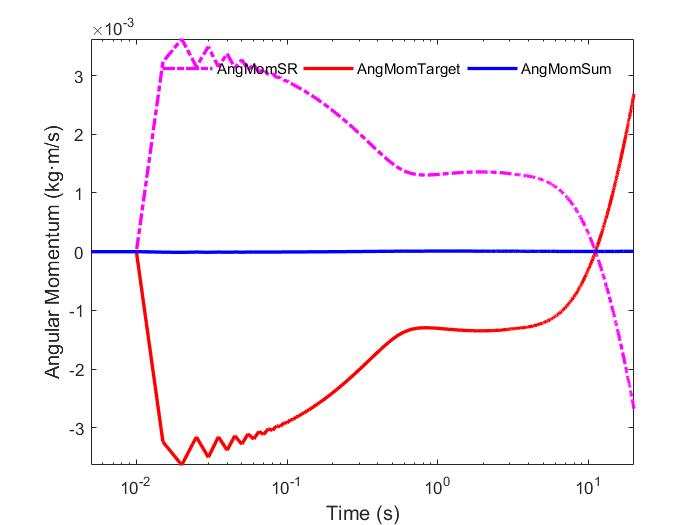 ×10⁻³
AngMomSR AngMomTarget AngMomSum
3
2
1
0
-1
-2
-3
Angular Momentum (kg·m/s)
10⁻² 10⁻¹ 10⁰ 10¹
Time (s)